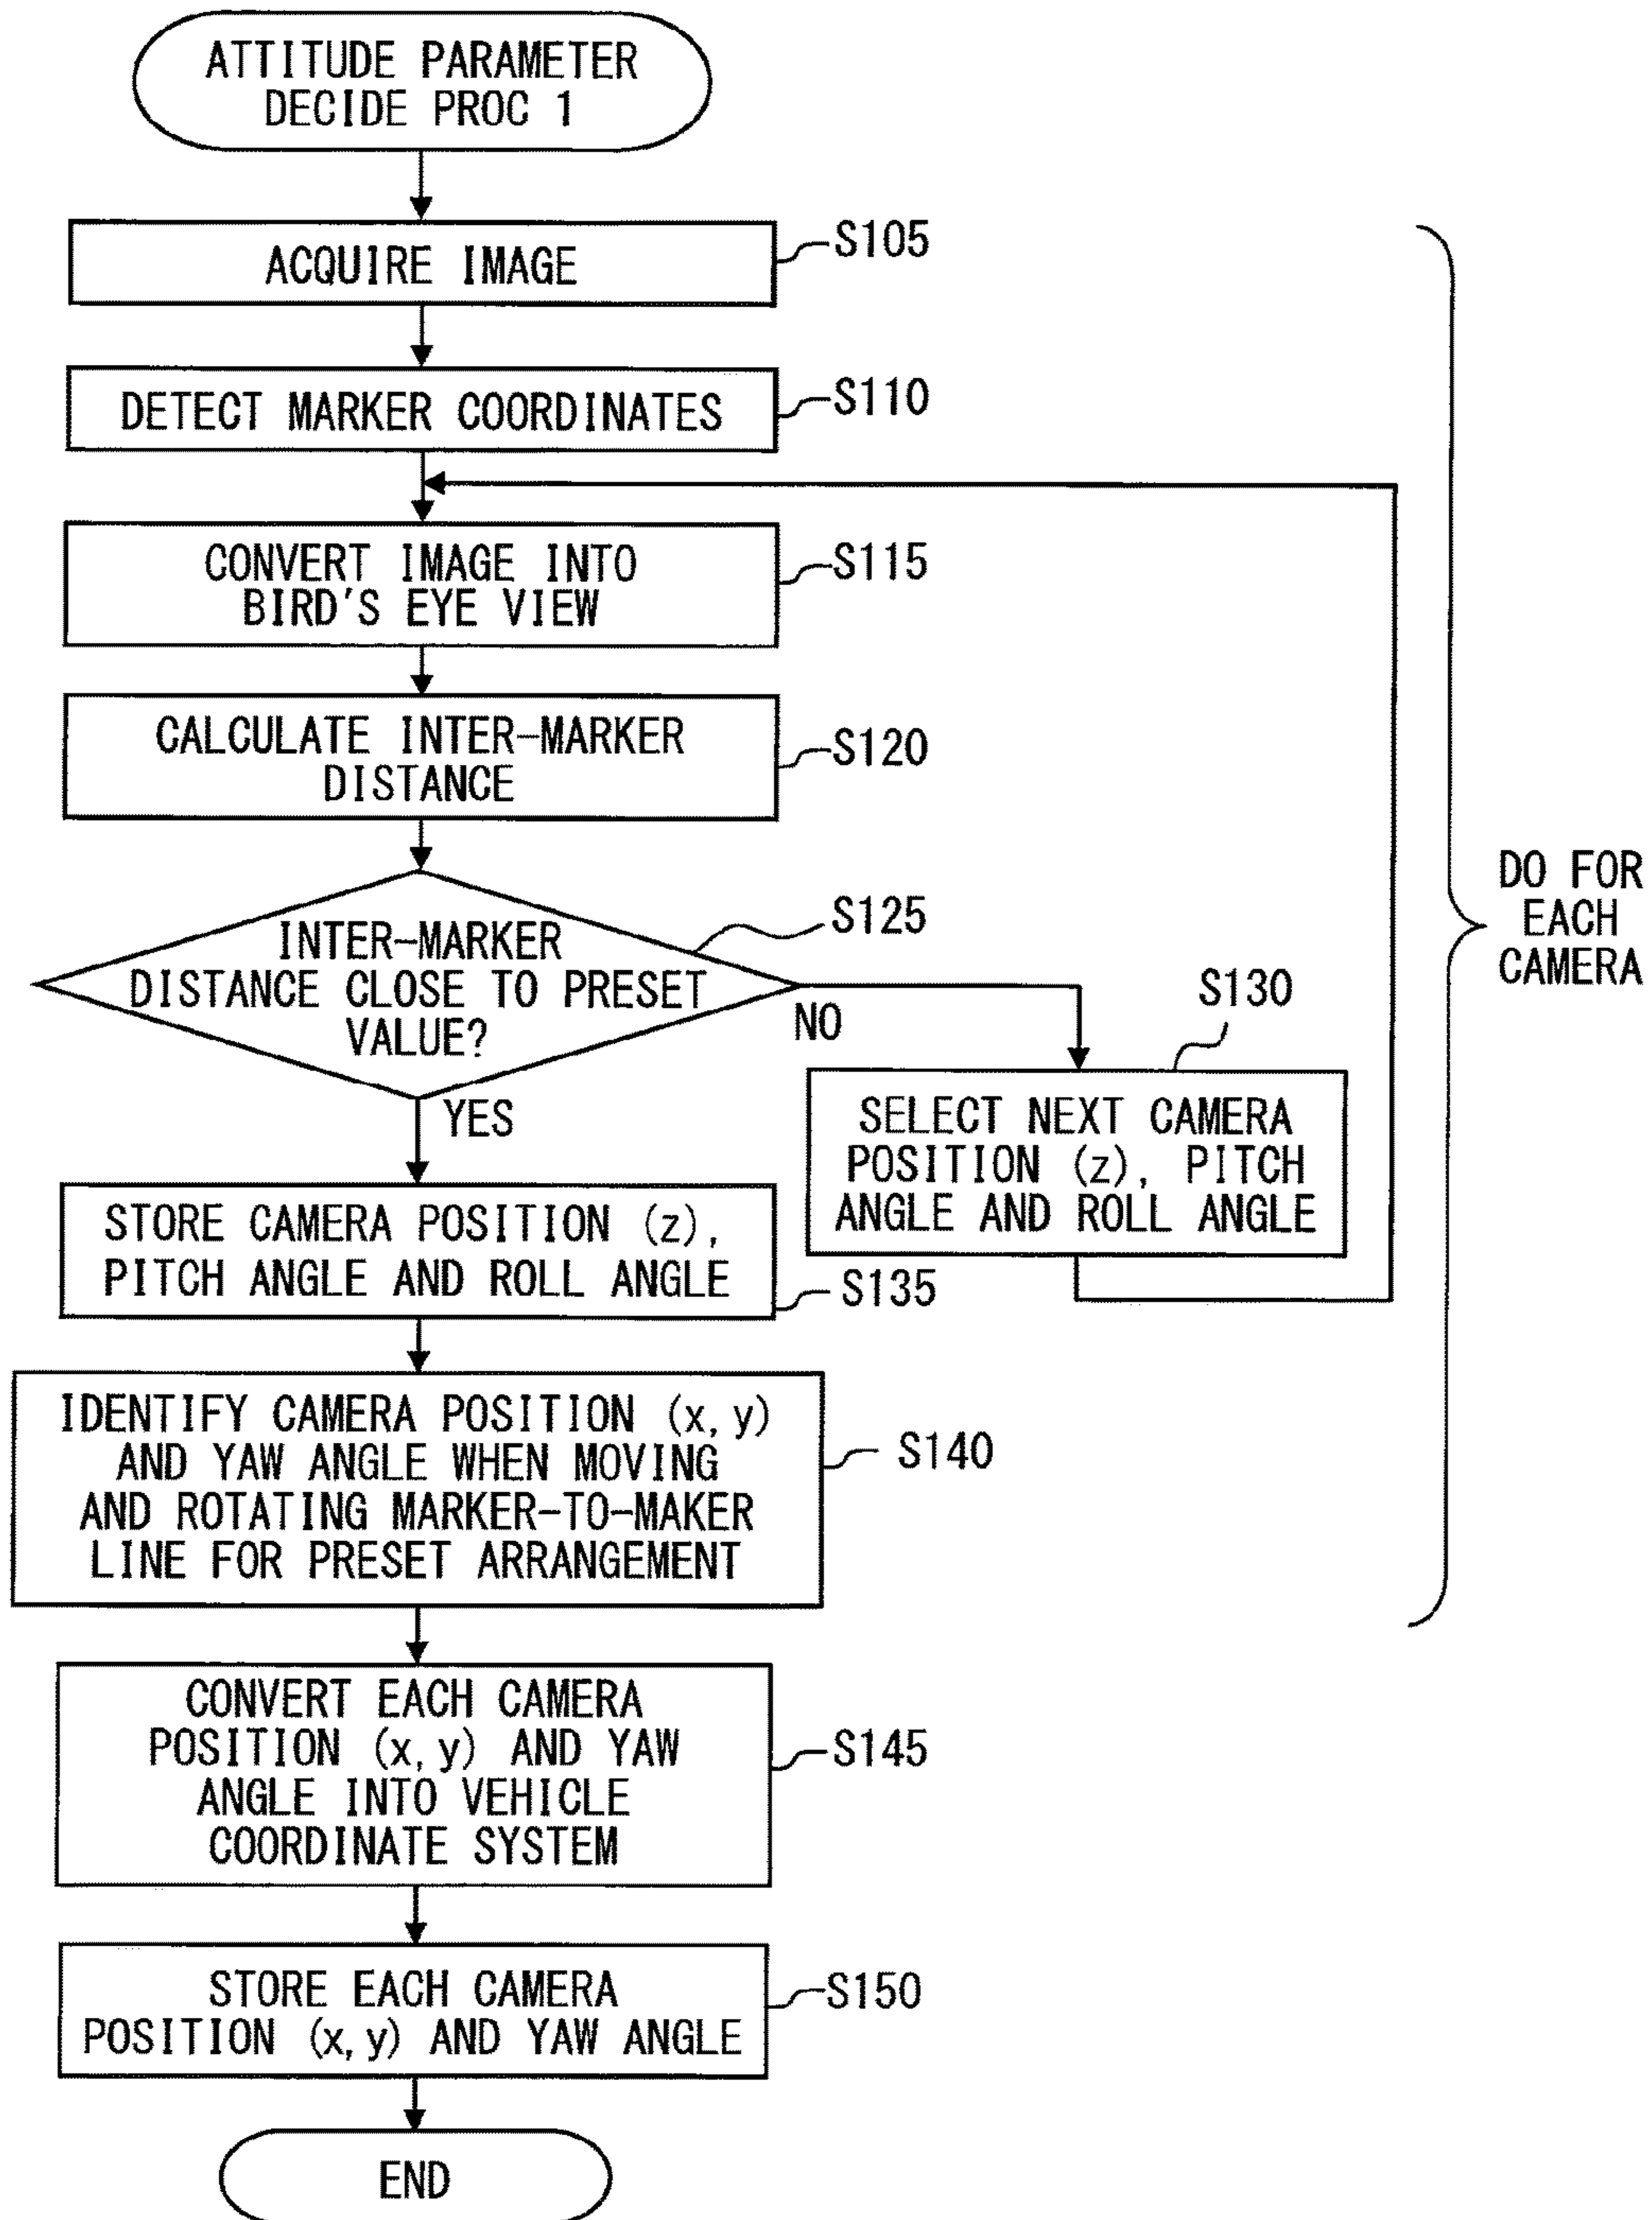 ATTITUDE PARAMETER
DECIDE PROC 1
ACQUIRE IMAGE
S105
DETECT MARKER COORDINATES
S110
CONVERT IMAGE INTO
BIRD'S EYE VIEW
S115
CALCULATE INTER-MARKER
DISTANCE
S120
INTER-MARKER
DISTANCE CLOSE TO PRESET
VALUE?
S125
NO
YES
S130
SELECT NEXT CAMERA
POSITION (z), PITCH
ANGLE AND ROLL ANGLE
STORE CAMERA POSITION (z),
PITCH ANGLE AND ROLL ANGLE
S135
IDENTIFY CAMERA POSITION (x, y)
AND YAW ANGLE WHEN MOVING
AND ROTATING MARKER-TO-MAKER
LINE FOR PRESET ARRANGEMENT
S140
DO FOR
EACH
CAMERA
CONVERT EACH CAMERA
POSITION (x, y) AND YAW
ANGLE INTO VEHICLE
COORDINATE SYSTEM
S145
STORE EACH CAMERA
POSITION (x, y) AND YAW ANGLE
S150
END